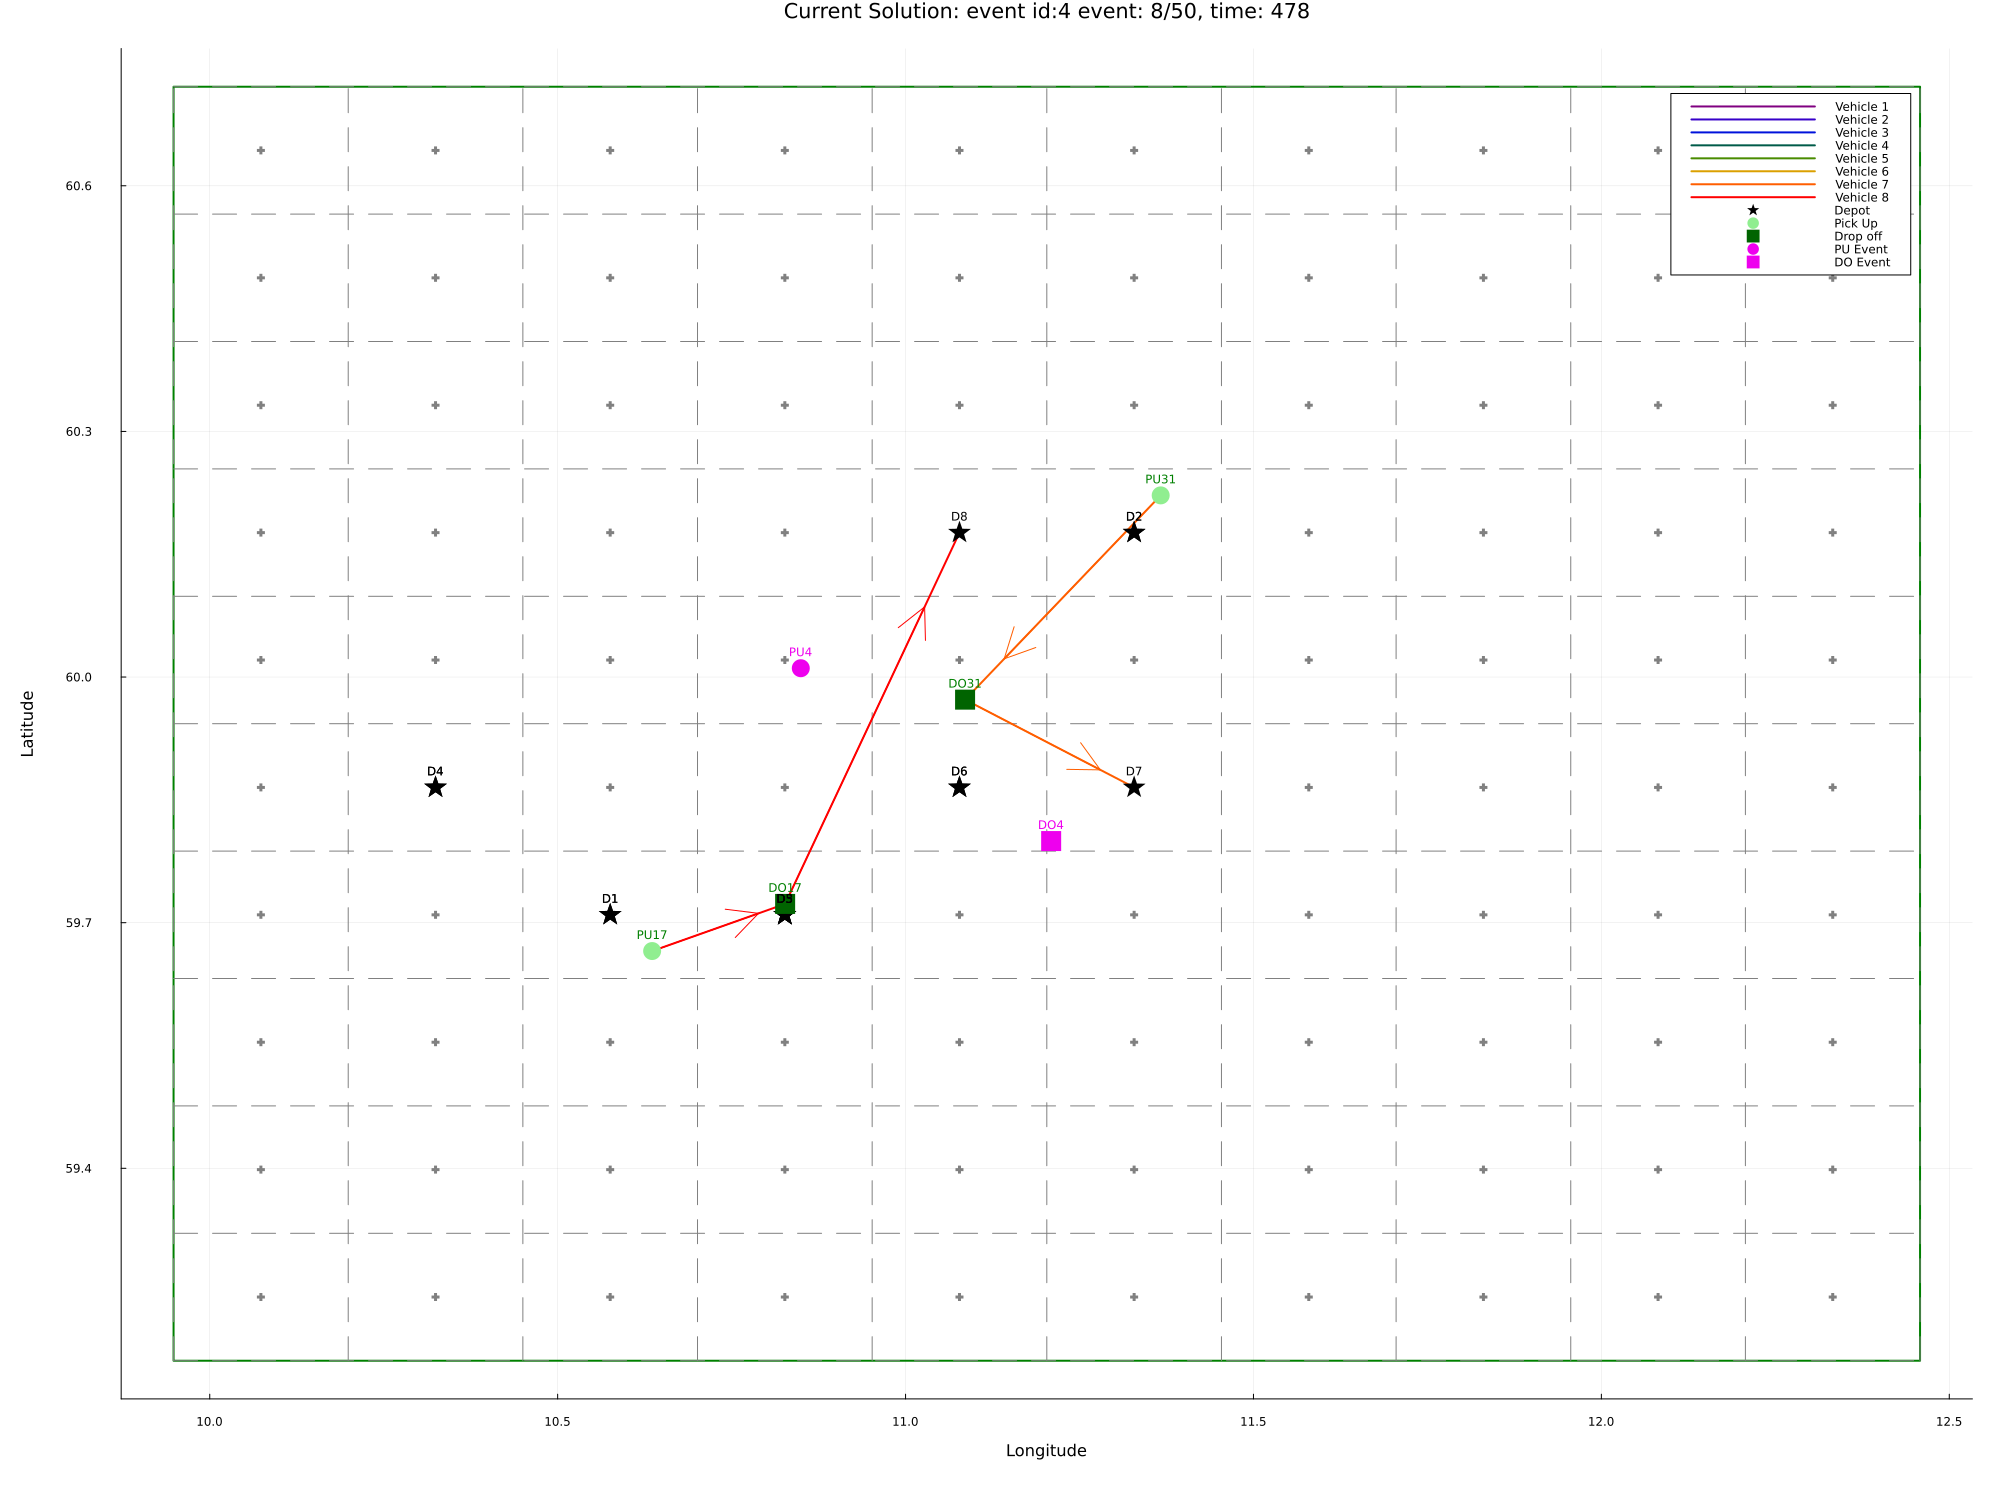 Current Solution: event id:4 event: 8/50, time: 478
Vehicle 1
Vehicle 2
Vehicle 3
Vehicle 4
Vehicle 5
Vehicle 6
Vehicle 7
Vehicle 8
Depot
Pick Up
Drop off
PU Event
DO Event
60.6
60.3
60.0
59.7
59.4
Latitude
PU31
D8
D2
PU4
DO31
D4
D6
D7
DO4
DO17
D1
PU17
10.0
10.5
11.0
11.5
12.0
12.5
Longitude